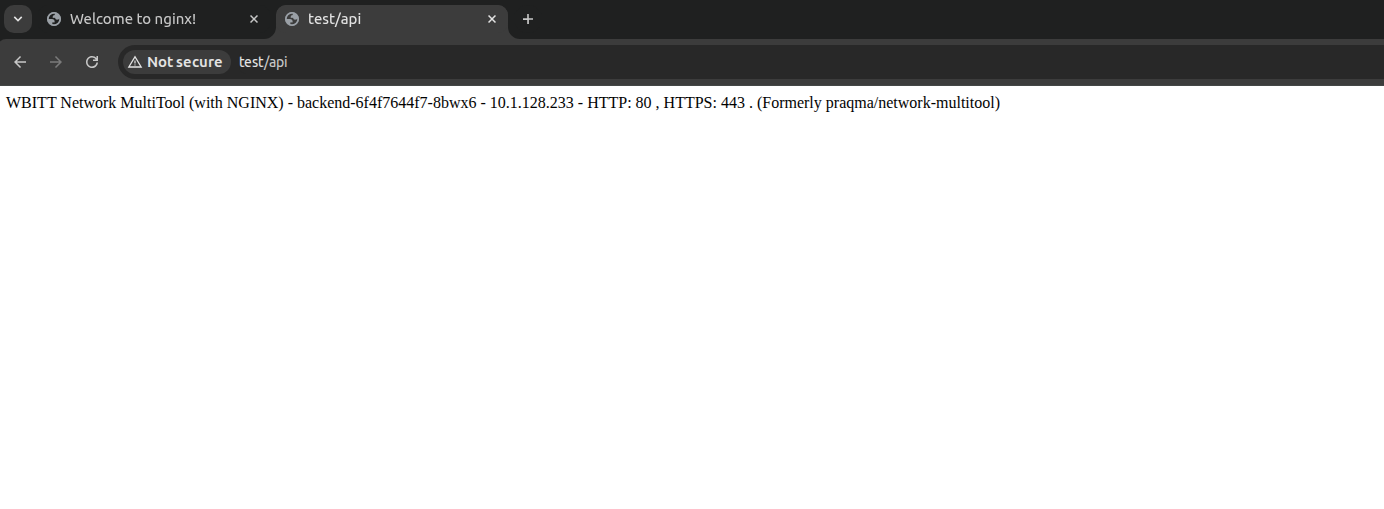 Welcome to nginx!
test/api
Not secure
test/api
WBITT Network MultiTool (with NGINX) - backend-6f4f7644f7-8bwx6 - 10.1.128.233 - HTTP: 80 , HTTPS: 443 . (Formerly praqma/network-multitool)